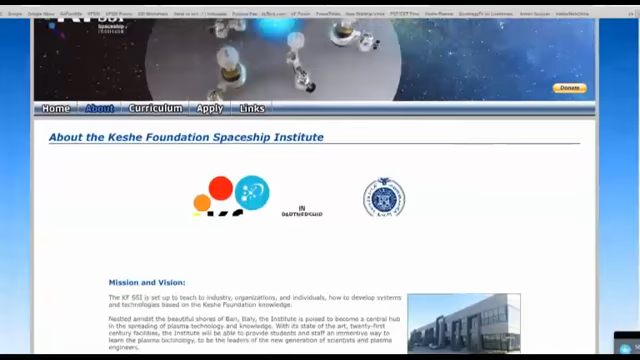 KF SSI
Spaceship
INSTITUTE
Donate
Home
About
Curriculum
Apply
Links
About the Keshe Foundation Spaceship Institute
IN
PARTNERSHIP
Mission and Vision:
The KF SSI is set up to teach to industry, organizations, and individuals, how to develop systems
and technologies based on the Keshe Foundation knowledge.
Nestled amidst the beautiful shores of Bari, Italy, the Institute is poised to become a central hub
in the spreading of plasma technology and knowledge. With its state of the art, twenty-first
century facilities, the Institute will be able to provide students and staff an immersive way to
learn the plasma technology, to be the leaders of the new generation of scientists and plasma
engineers.